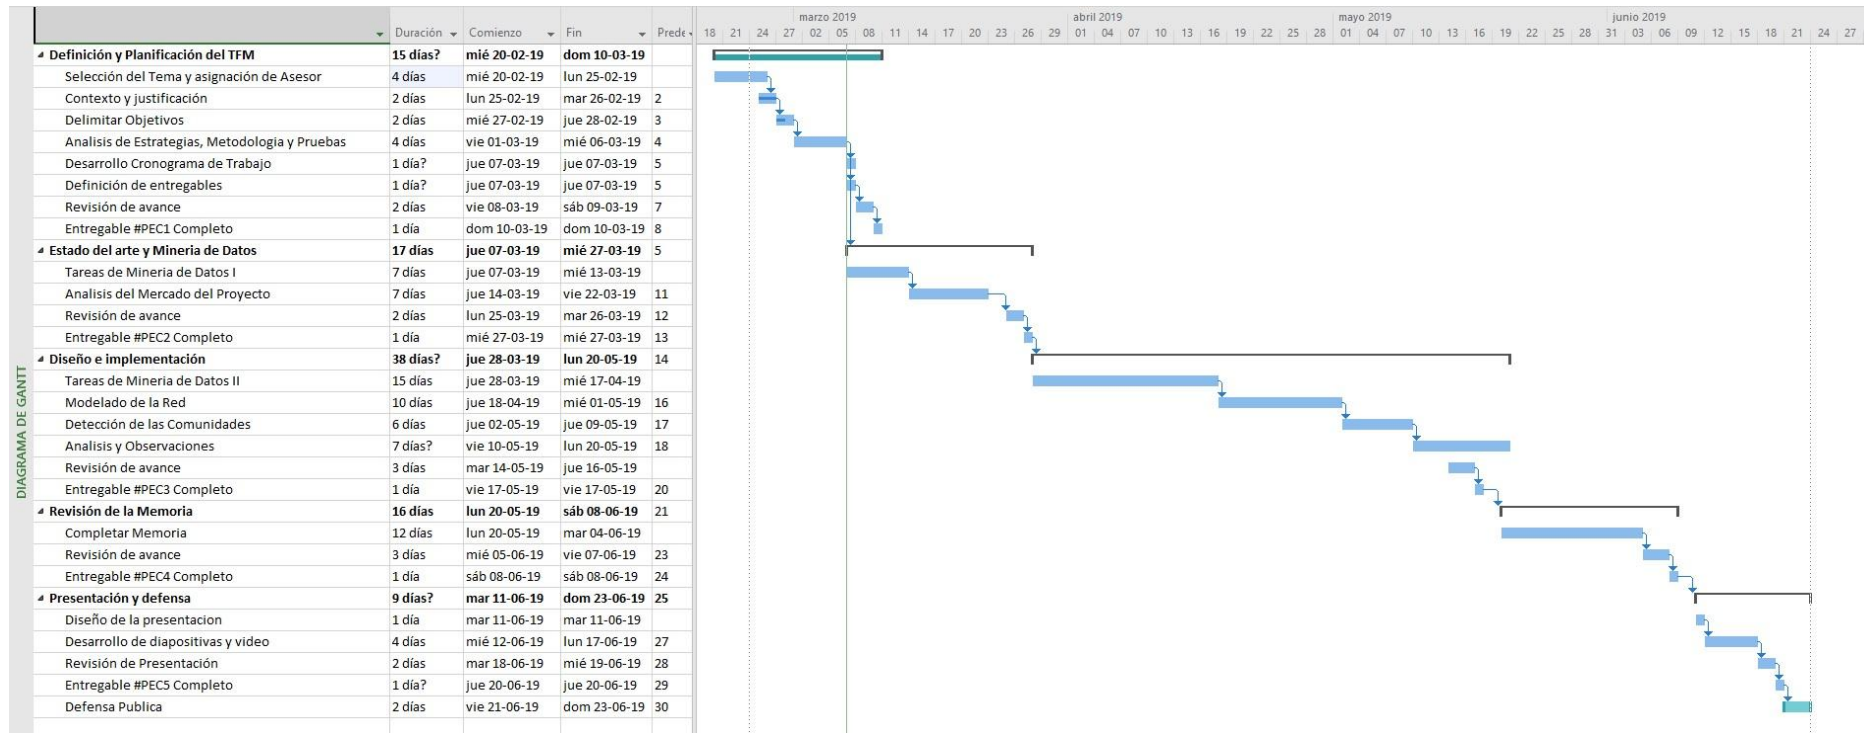 marzo 2019 abril 2019 mayo 2019 junio 2019
Duración Comienzo Fin Prede 18 21 24 27 02 05 08 11 14 17 20 23 26 29 01 04 07 10 13 16 19 22 25 28 01 04 07 10 13 16 19 22 25 28 31 03 06 09 12 15 18 21 24 27
Definición y Planificación del TFM 15 días? mié 20-02-19 dom 10-03-19
Selección del Tema y asignación de Asesor 4 días mié 20-02-19 lun 25-02-19
Contexto y justificación 2 días lun 25-02-19 mar 26-02-19 2
Delimitar Objetivos 2 días mié 27-02-19 jue 28-02-19 3
Analisis de Estrategias, Metodologia y Pruebas 4 días vie 01-03-19 mié 06-03-19 4
Desarrollo Cronograma de Trabajo 1 día? jue 07-03-19 jue 07-03-19 5
Definición de entregables 1 día? jue 07-03-19 jue 07-03-19 5
Revisión de avance 2 días vie 08-03-19 sáb 09-03-19 7
Entregable #PEC1 Completo 1 día dom 10-03-19 dom 10-03-19 8
Estado del arte y Mineria de Datos 17 días jue 07-03-19 mié 27-03-19 5
Tareas de Mineria de Datos I 7 días jue 07-03-19 mié 13-03-19
Analisis del Mercado del Proyecto 7 días jue 14-03-19 vie 22-03-19 11
Revisión de avance 2 días lun 25-03-19 mar 26-03-19 12
Entregable #PEC2 Completo 1 día mié 27-03-19 mié 27-03-19 13
Diseño e implementación 38 días? jue 28-03-19 lun 20-05-19 14
Tareas de Mineria de Datos II 15 días jue 28-03-19 mié 17-04-19
Modelado de la Red 10 días jue 18-04-19 mié 01-05-19 16
Detección de las Comunidades 6 días jue 02-05-19 jue 09-05-19 17
Analisis y Observaciones 7 días? vie 10-05-19 lun 20-05-19 18
Revisión de avance 3 días mar 14-05-19 jue 16-05-19
Entregable #PEC3 Completo 1 día vie 17-05-19 vie 17-05-19 20
Revisión de la Memoria 16 días lun 20-05-19 sáb 08-06-19 21
Completar Memoria 12 días lun 20-05-19 mar 04-06-19
Revisión de avance 3 días mié 05-06-19 vie 07-06-19 23
Entregable #PEC4 Completo 1 día sáb 08-06-19 sáb 08-06-19 24
Presentación y defensa 9 días? mar 11-06-19 dom 23-06-19 25
Diseño de la presentacion 1 día mar 11-06-19 mar 11-06-19
Desarrollo de diapositivas y video 4 días mié 12-06-19 lun 17-06-19 27
Revisión de Presentación 2 días mar 18-06-19 mié 19-06-19 28
Entregable #PEC5 Completo 1 día? jue 20-06-19 jue 20-06-19 29
Defensa Publica 2 días vie 21-06-19 dom 23-06-19 30
DIAGRAMA DE GANTT